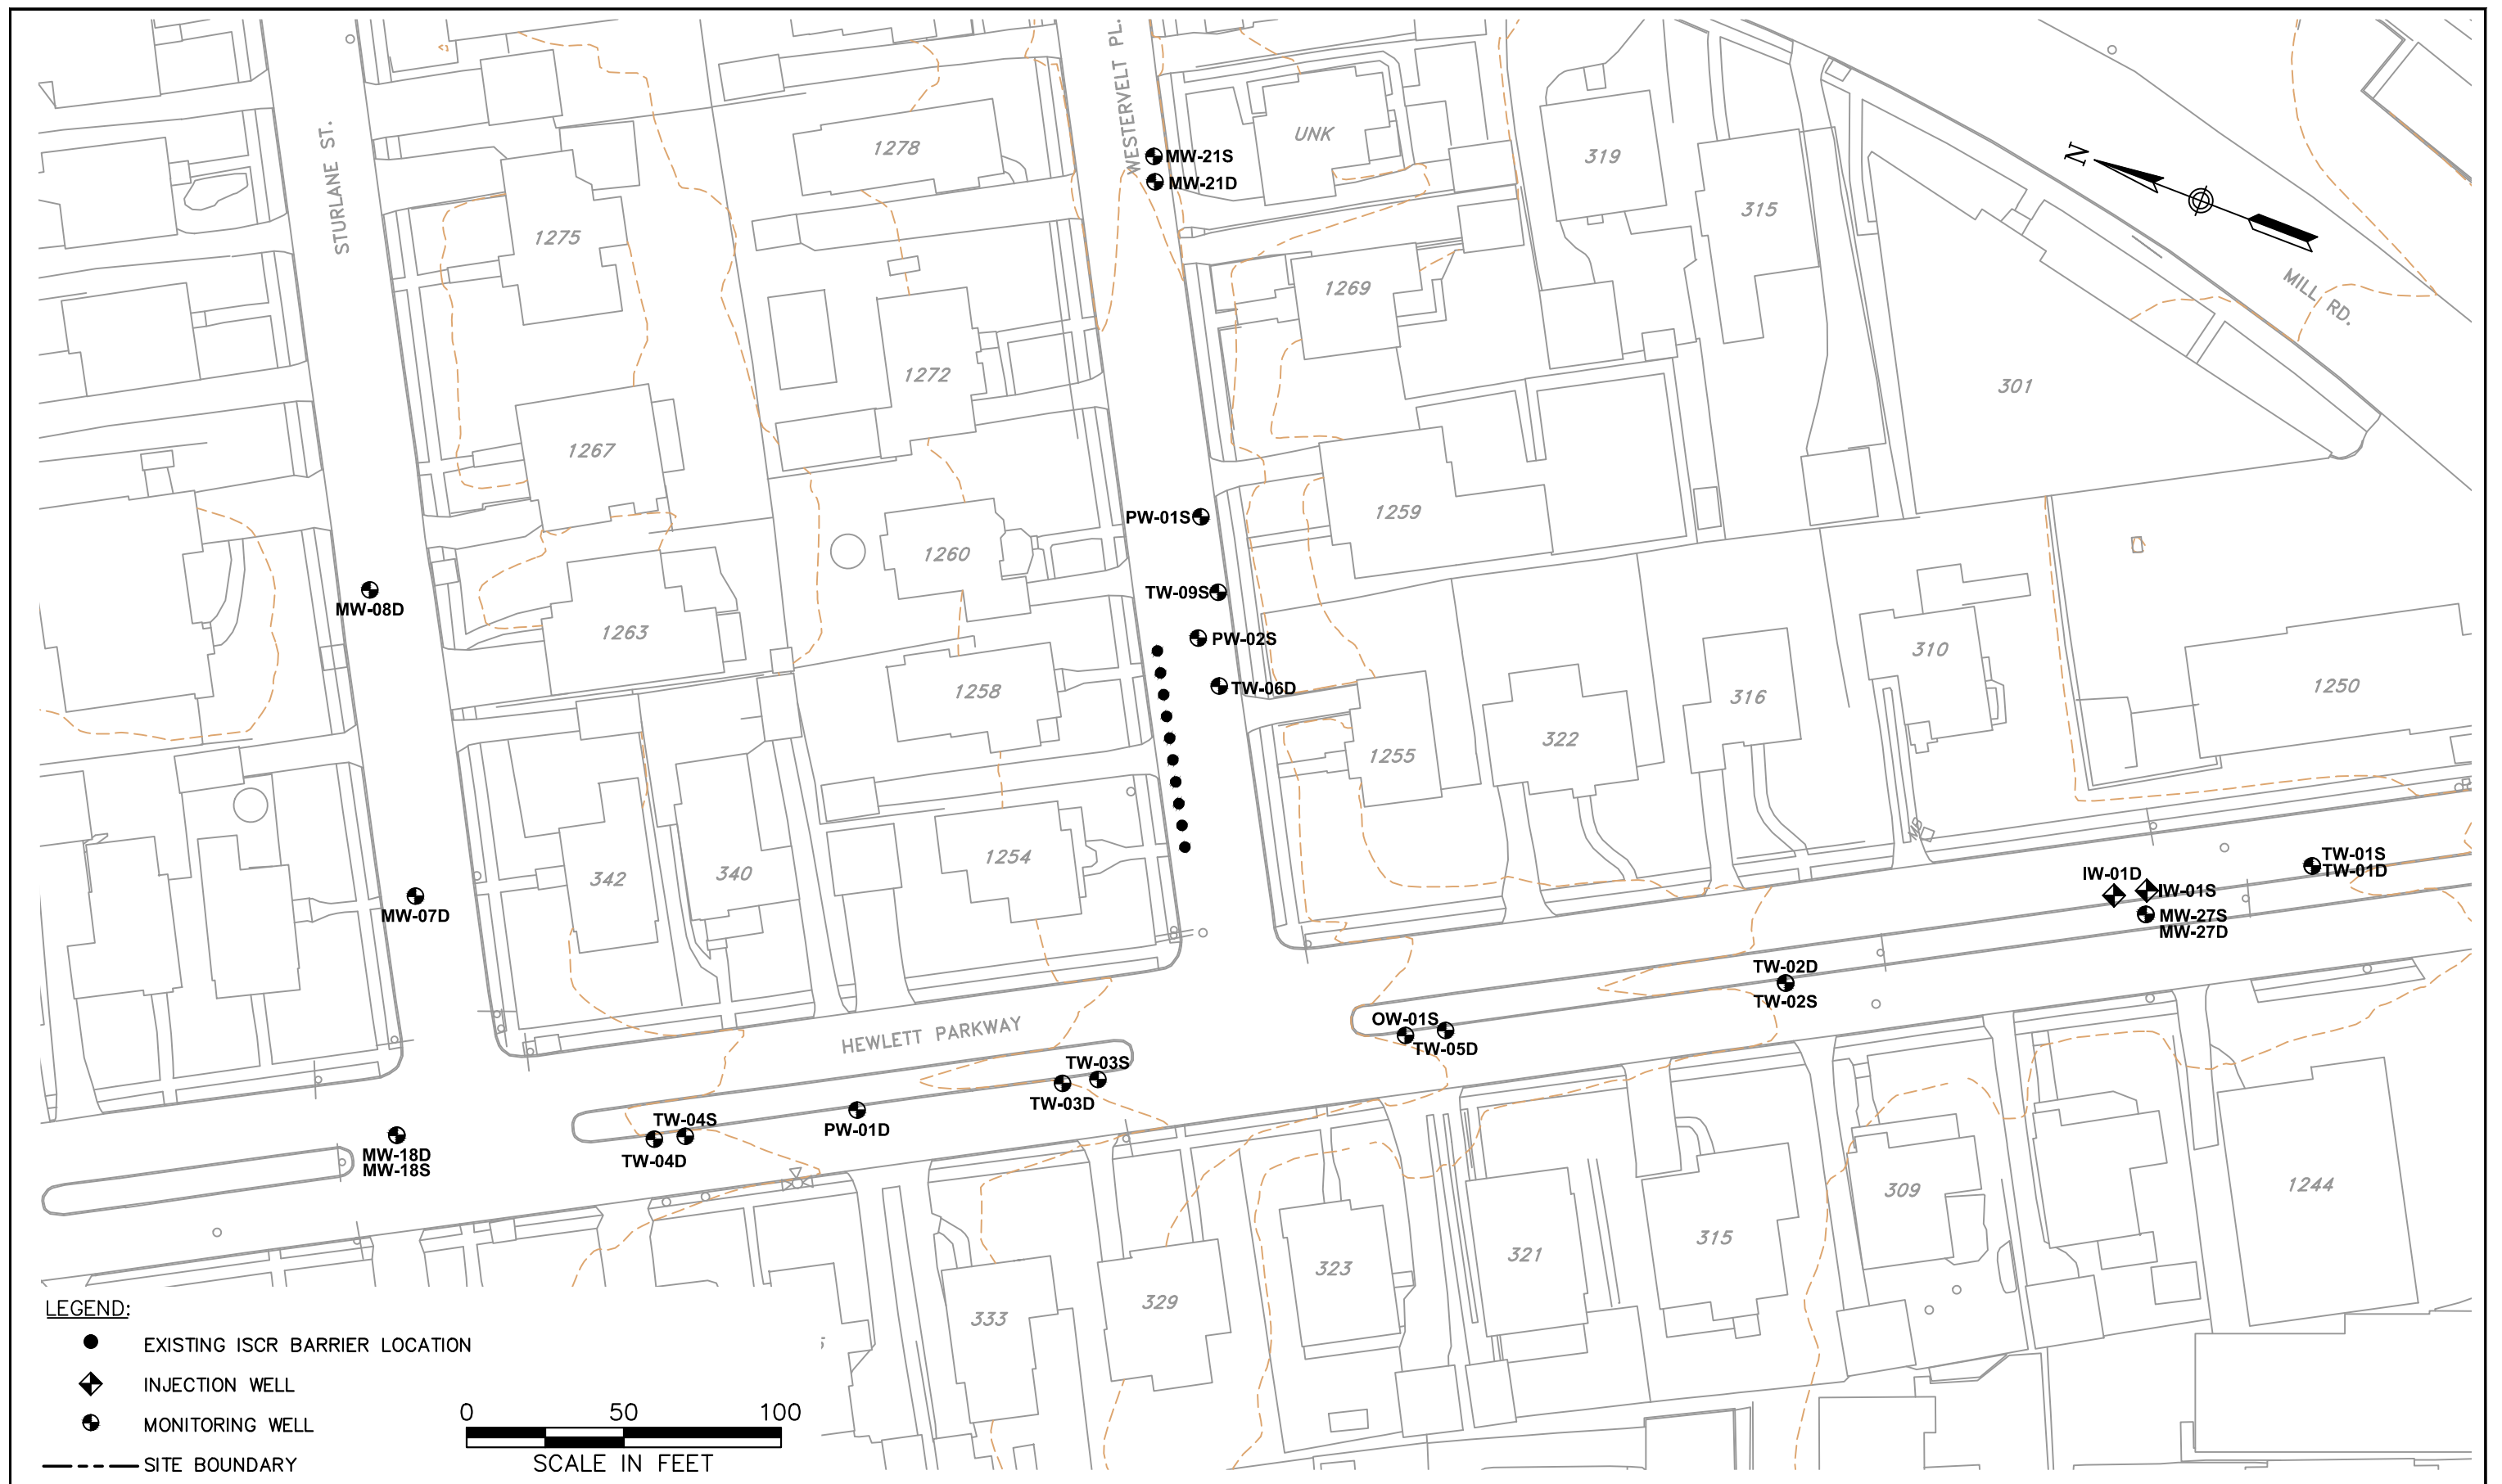 WESTERVELT PL.
STURLANE ST.
1278
MW-21S
MW-21D
UNK
319
315
N
MILL RD.
1275
1269
1272
301
1267
1259
PW-01S
1260
MW-08D
TW-09S
1263
PW-02S
310
TW-06D
1258
316
1250
322
1255
1254
340
342
TW-01S
TW-01D
IW-01D
IW-01S
MW-27S
MW-27D
MW-07D
TW-02D
TW-02S
HEWLETT PARKWAY
OW-01S
TW-05D
TW-03S
TW-03D
PW-01D
TW-04S
TW-04D
MW-18D
MW-18S
309
1244
315
321
323
329
333
LEGEND:
EXISTING ISCR BARRIER LOCATION
INJECTION WELL
MONITORING WELL
SITE BOUNDARY
0 50 100
SCALE IN FEET